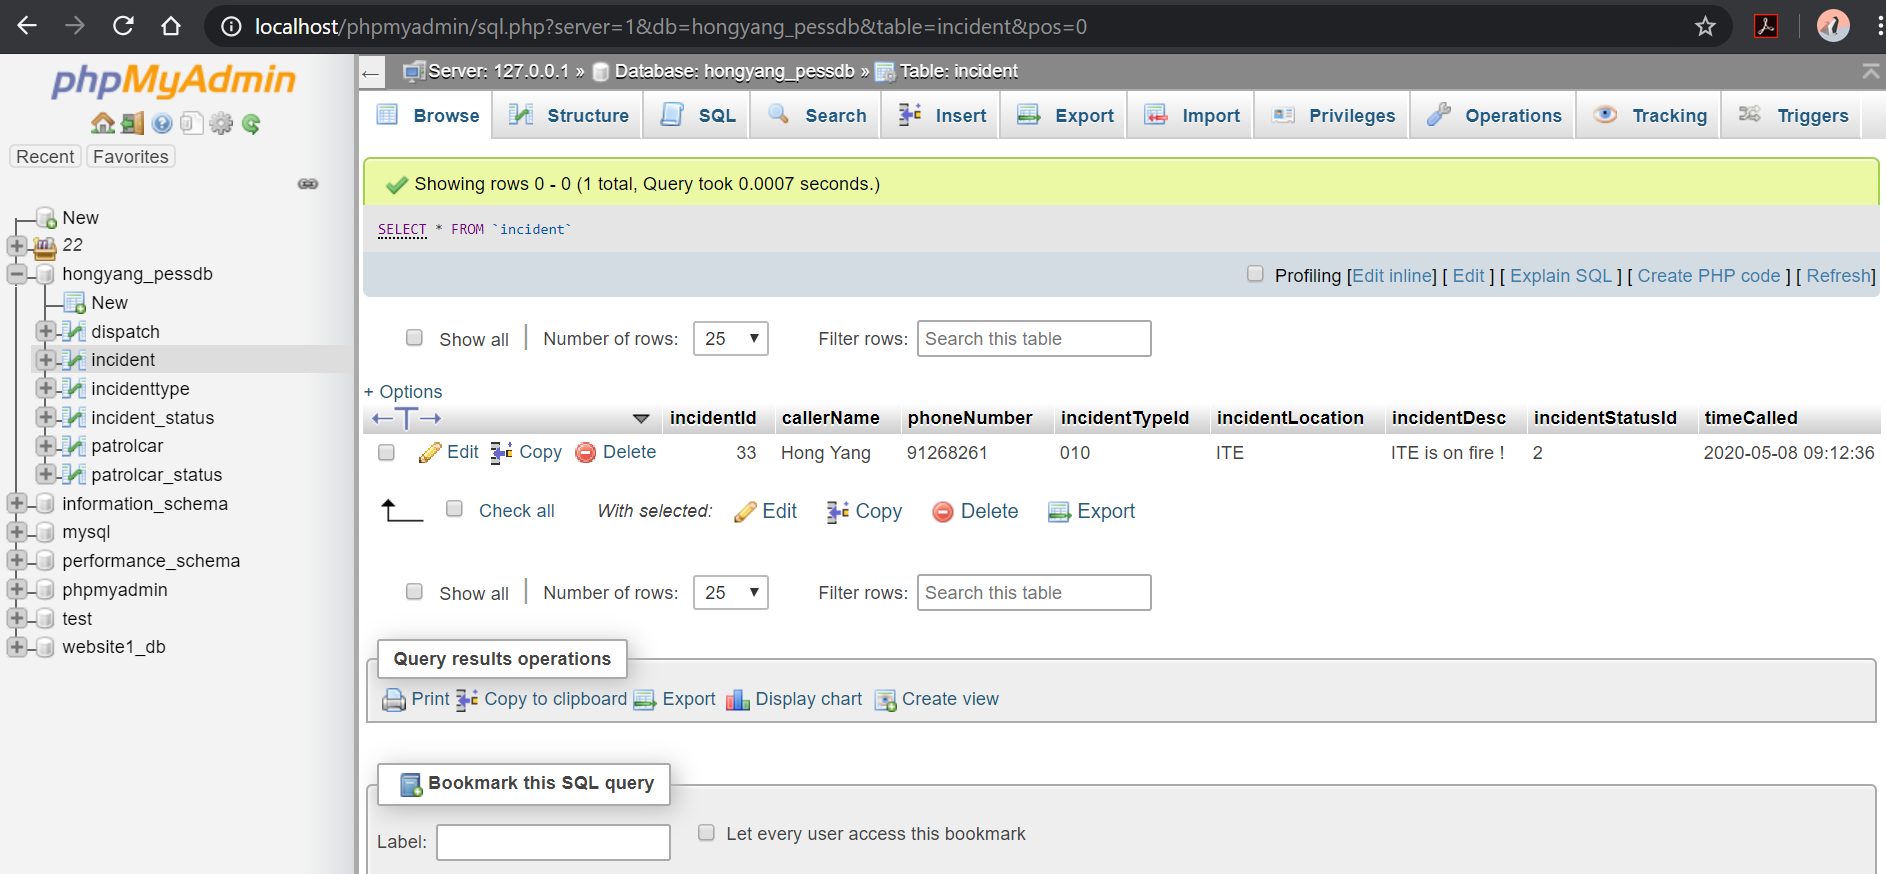 localhost/phpmyadmin/sql.php?server=1&db=hongyang_pessdb&table=incident&pos=0
phpMyAdmin
Recent Favorites
New
22
hongyang_pessdb
New
dispatch
incident
incidenttype
incident_status
patrolcar
patrolcar_status
information_schema
mysql
performance_schema
phpmyadmin
test
website1_db
← Server: 127.0.0.1 » Database: hongyang_pessdb » Table: incident
Browse Structure SQL Search Insert Export Import Privileges Operations Tracking Triggers
Showing rows 0 - 0 (1 total, Query took 0.0007 seconds.)
SELECT * FROM `incident`
Profiling [Edit inline] [ Edit ] [ Explain SQL ] [ Create PHP code ] [ Refresh]
Show all | Number of rows: 25 Filter rows: Search this table
+ Options
←T→ incidentId callerName phoneNumber incidentTypeId incidentLocation incidentDesc incidentStatusId timeCalled
Edit Copy Delete 33 Hong Yang 91268261 010 ITE ITE is on fire ! 2 2020-05-08 09:12:36
Check all With selected: Edit Copy Delete Export
Show all | Number of rows: 25 Filter rows: Search this table
Query results operations
Print Copy to clipboard Export Display chart Create view
Bookmark this SQL query
Label: Let every user access this bookmark